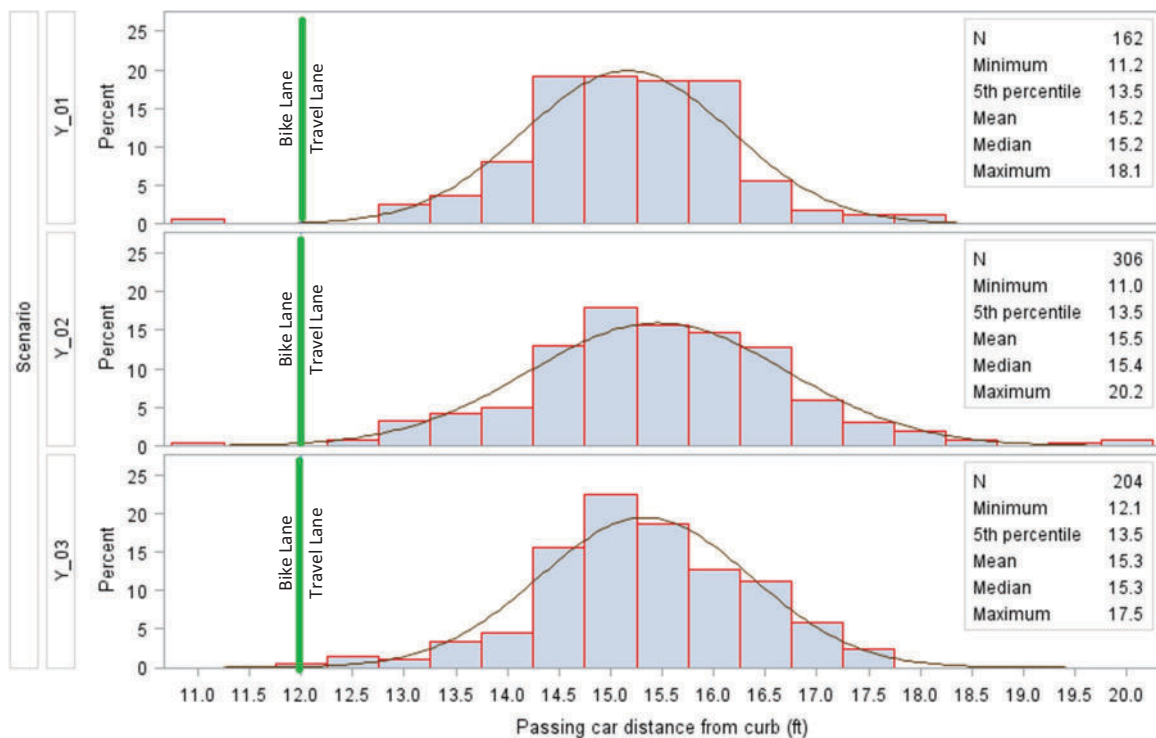 Scenario
Y_01
Percent
25
20
15
10
5
0
Bike Lane
Travel Lane
N 162
Minimum 11.2
5th percentile 13.5
Mean 15.2
Median 15.2
Maximum 18.1
Y_02
Percent
25
20
15
10
5
0
Bike Lane
Travel Lane
N 306
Minimum 11.0
5th percentile 13.5
Mean 15.5
Median 15.4
Maximum 20.2
Y_03
Percent
25
20
15
10
5
0
Bike Lane
Travel Lane
N 204
Minimum 12.1
5th percentile 13.5
Mean 15.3
Median 15.3
Maximum 17.5
11.0 11.5 12.0 12.5 13.0 13.5 14.0 14.5 15.0 15.5 16.0 16.5 17.0 17.5 18.0 18.5 19.0 19.5 20.0
Passing car distance from curb (ft)